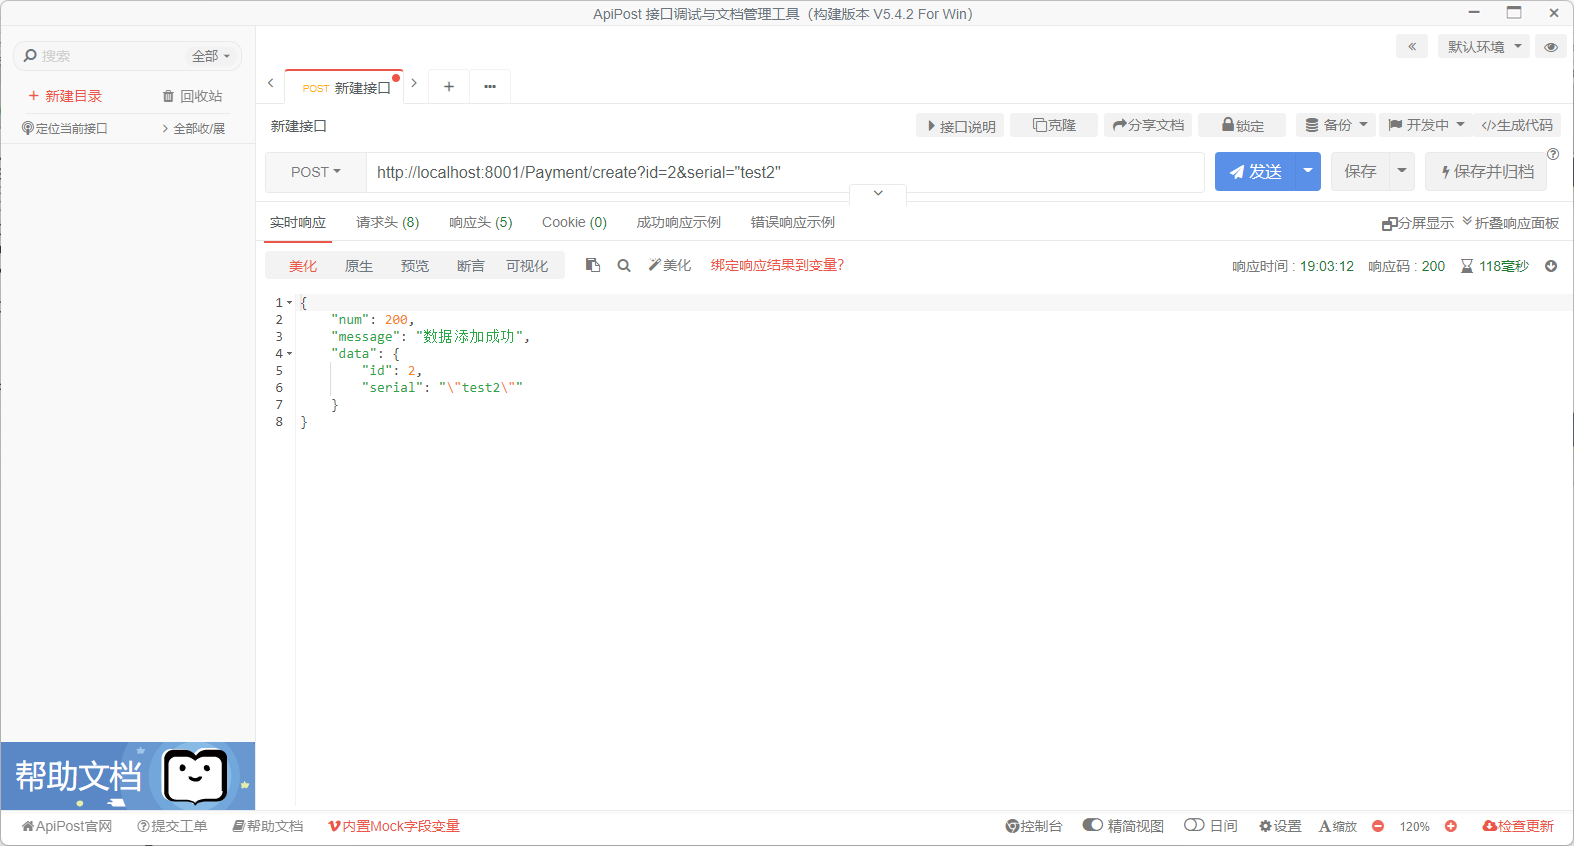 ApiPost 接口调试与文档管理工具（构建版本 V5.4.2 For Win）
搜索 全部
默认环境
新建目录 回收站
POST 新建接口
定位当前接口 全部收/展
新建接口 接口说明 克隆 分享文档 锁定 备份 开发中 </>生成代码
POST http://localhost:8001/Payment/create?id=2&serial="test2" 发送 保存 保存并归档
实时响应 请求头 (8) 响应头 (5) Cookie (0) 成功响应示例 错误响应示例 分屏显示 折叠响应面板
美化 原生 预览 断言 可视化 美化 绑定响应结果到变量? 响应时间 : 19:03:12 响应码 : 200 118毫秒
1 {
2 "num": 200,
3 "message": "数据添加成功",
4 "data": {
5 "id": 2,
6 "serial": "\"test2\""
7 }
8 }
帮助文档
ApiPost官网 提交工单 帮助文档 内置Mock字段变量 控制台 精简视图 日间 设置 A缩放 120% 检查更新